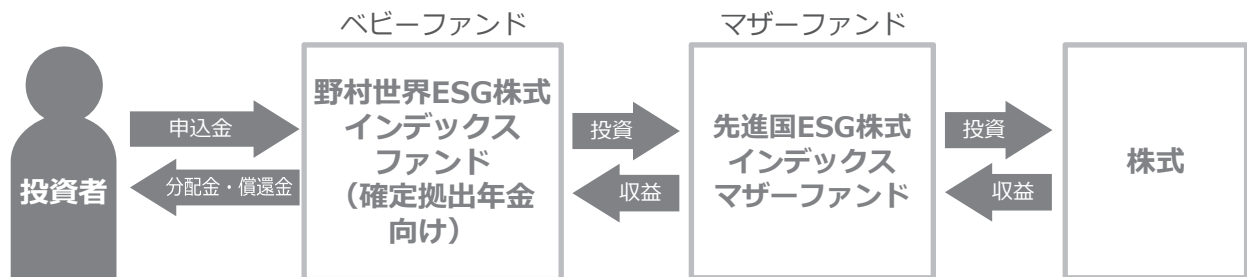 ベビーファンド
マザーファンド
投資者
申込金
分配金・償還金
野村世界ESG株式
インデックス
ファンド
（確定拠出年金
向け）
投資
収益
先進国ESG株式
インデックス
マザーファンド
投資
収益
株式